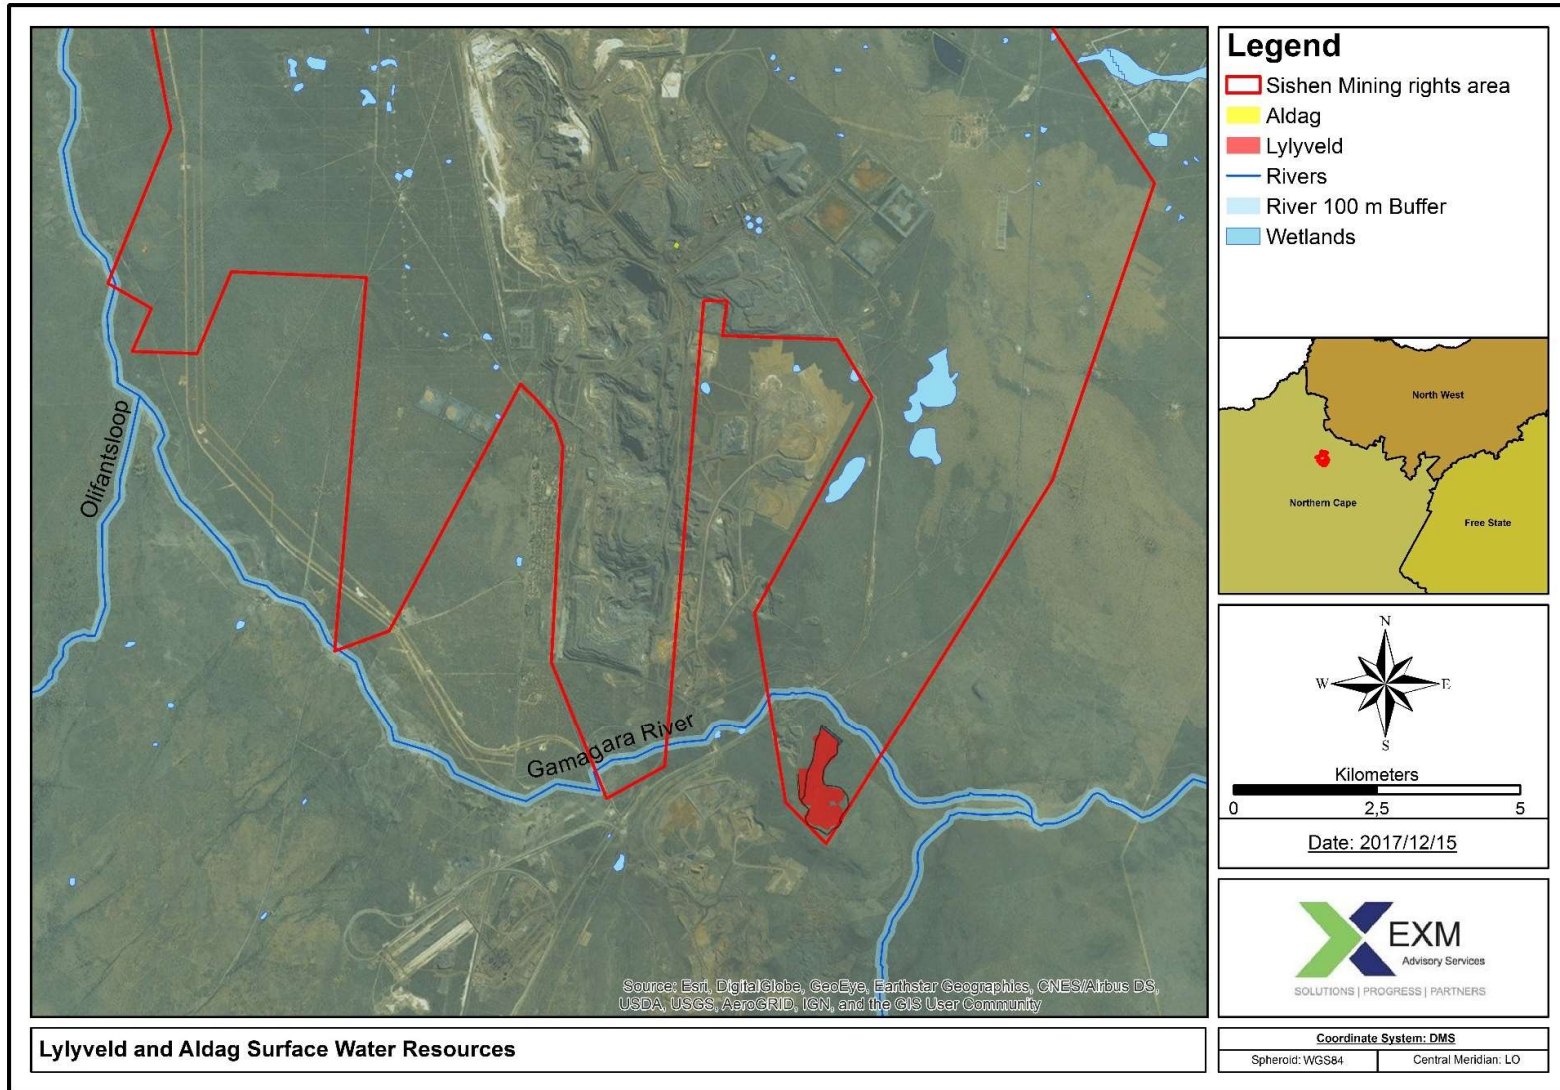 Olifantsloop
Gamagara River
Source: Esri, DigitalGlobe, GeoEye, Earthstar Geographics, CNES/Airbus DS,
USDA, USGS, AeroGRID, IGN, and the GIS User Community
Lylyveld and Aldag Surface Water Resources
Legend
Sishen Mining rights area
Aldag
Lylyveld
Rivers
River 100 m Buffer
Wetlands
North West
Northern Cape
Free State
N
W
E
S
Kilometers
0 2,5 5
Date: 2017/12/15
EXM
Advisory Services
SOLUTIONS | PROGRESS | PARTNERS
Coordinate System: DMS
Spheroid: WGS84 Central Meridian: LO